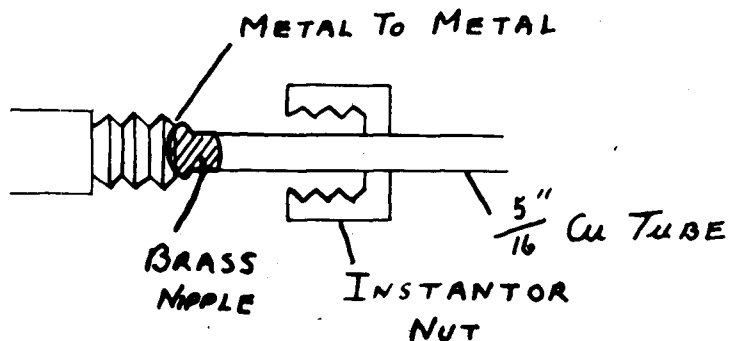 METAL TO METAL
5"/16 Cu TUBE
BRASS
NIPPLE
INSTANTOR
NUT